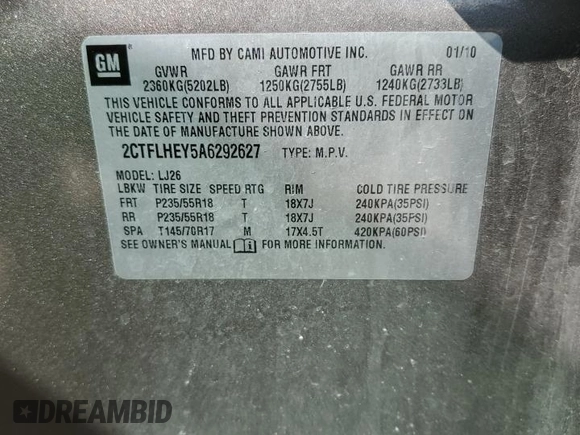 GM
MFD BY CAMI AUTOMOTIVE INC. 01/10
GVWR GAWR FRT GAWR RR
2360KG(5202LB) 1250KG(2755LB) 1240KG(2733LB)
THIS VEHICLE CONFORMS TO ALL APPLICABLE U.S. FEDERAL MOTOR
VEHICLE SAFETY AND THEFT PREVENTION STANDARDS IN EFFECT ON THE
DATE OF MANUFACTURE SHOWN ABOVE.
2CTFLHEY5A6292627 TYPE: M.P.V.
MODEL: LJ26
LBKW TIRE SIZE SPEED RTG RIM COLD TIRE PRESSURE
FRT P235/55R18 T 18X7J 240KPA(35PSI)
RR P235/55R18 T 18X7J 240KPA(35PSI)
SPA T145/70R17 M 17X4.5T 420KPA(60PSI)
SEE OWNER'S MANUAL FOR MORE INFORMATION
DREAMBID